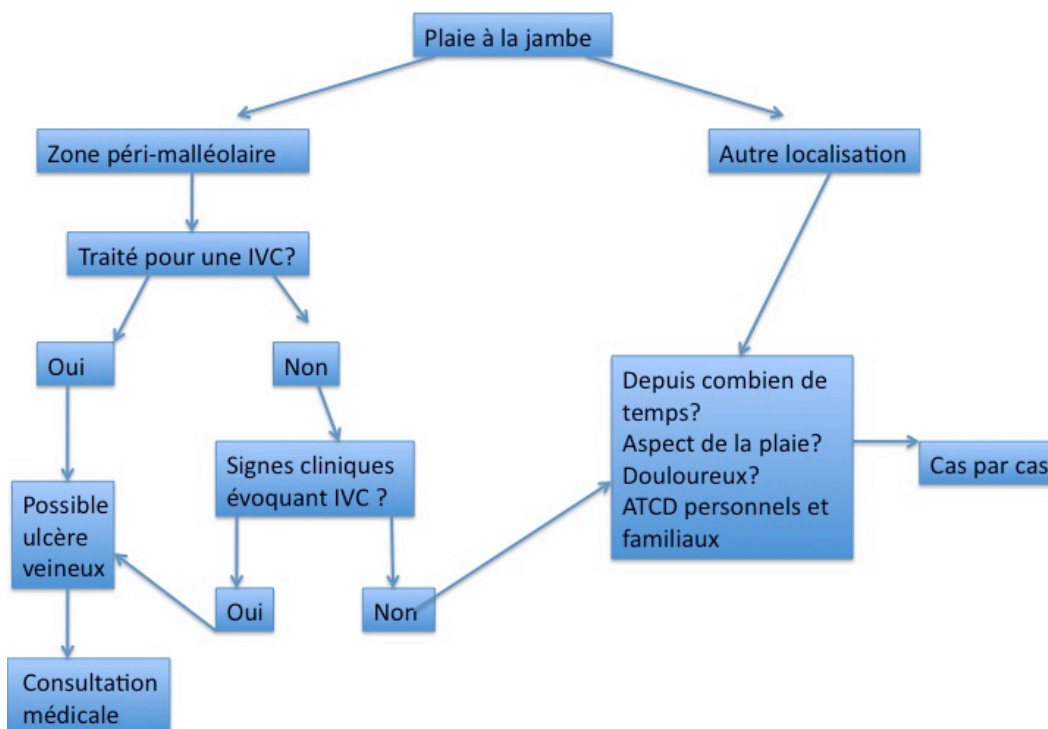 Plaie à la jambe
Zone péri-malléolaire
Autre localisation
Traité pour une IVC?
Oui
Non
Depuis combien de
temps?
Aspect de la plaie?
Douloureux?
ATCD personnels et
familiaux
Cas par cas
Signes cliniques
évoquant IVC ?
Possible
ulcère
veineux
Oui
Non
Consultation
médicale